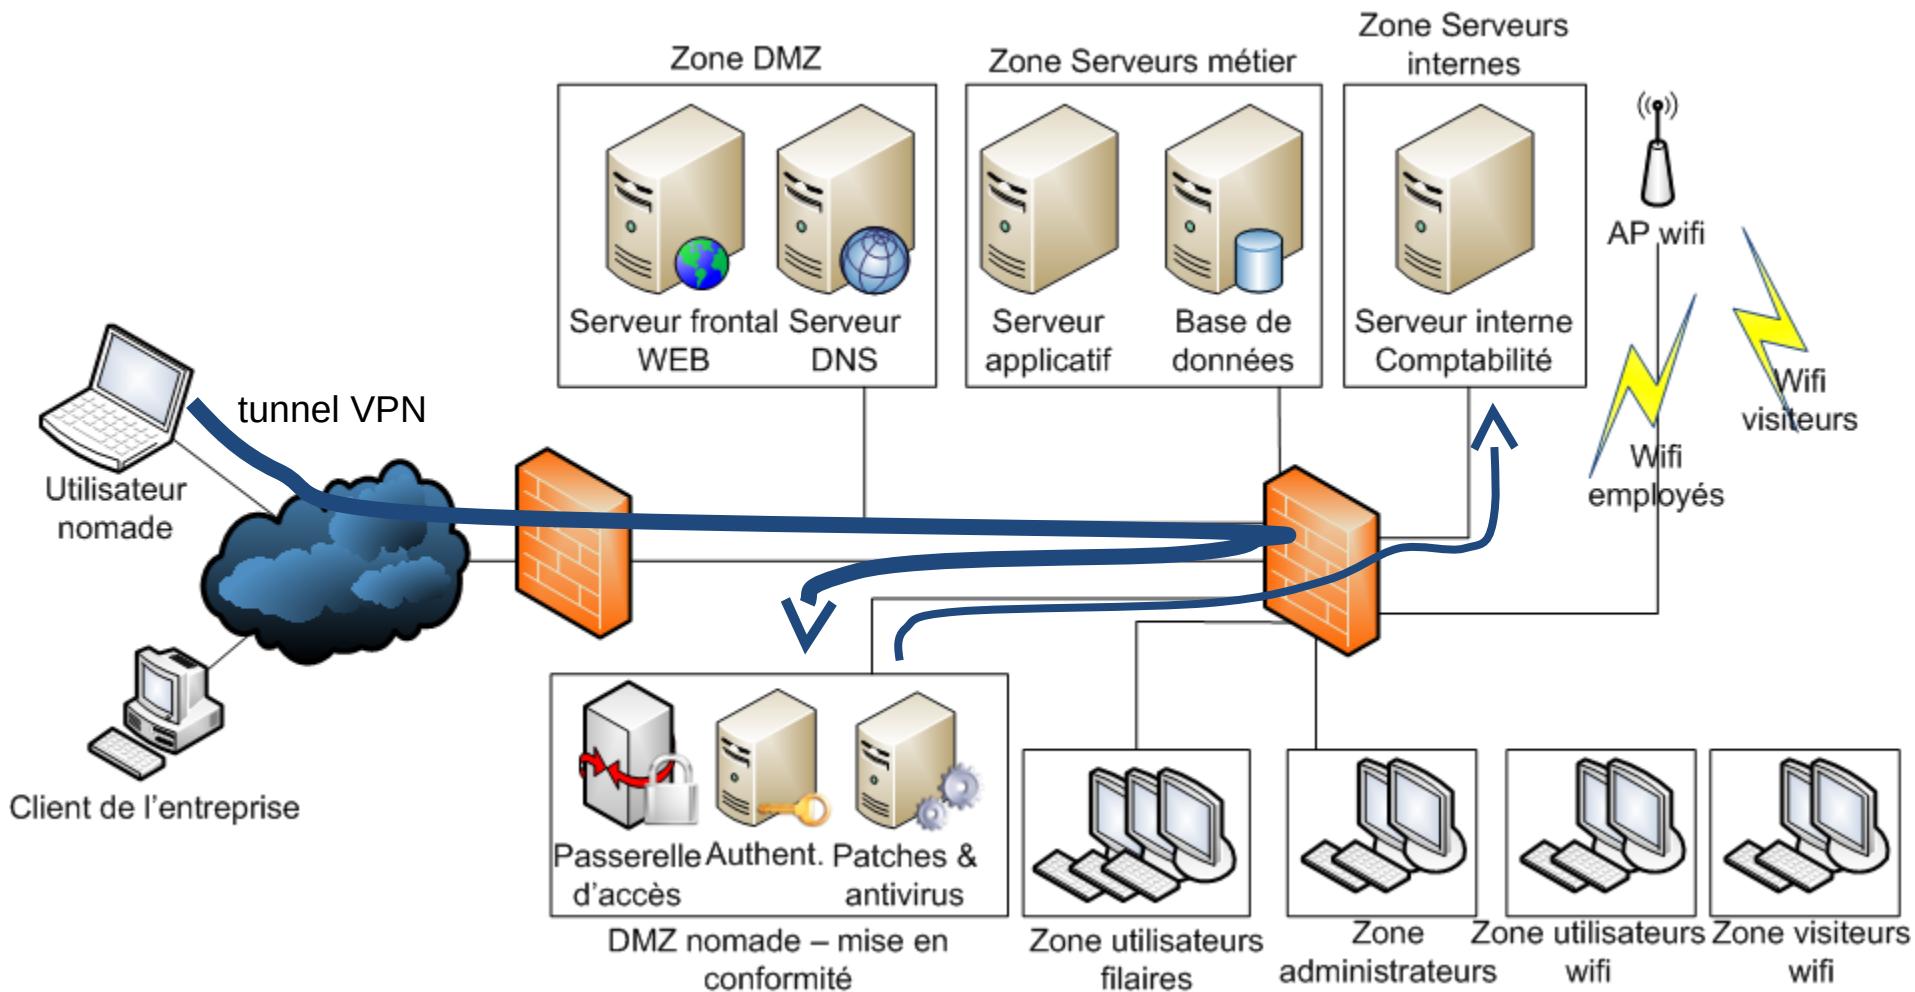 Zone DMZ
Zone Serveurs métier
Zone Serveurs
internes
Serveur frontal
WEB
Serveur
DNS
Serveur
applicatif
Base de
données
Serveur interne
Comptabilité
AP wifi
Wifi
visiteurs
Wifi
employés
tunnel VPN
Utilisateur
nomade
Client de l’entreprise
Passerelle
d’accès
Authent.
Patches &
antivirus
DMZ nomade – mise en
conformité
Zone utilisateurs
filaires
Zone
administrateurs
Zone utilisateurs
wifi
Zone visiteurs
wifi